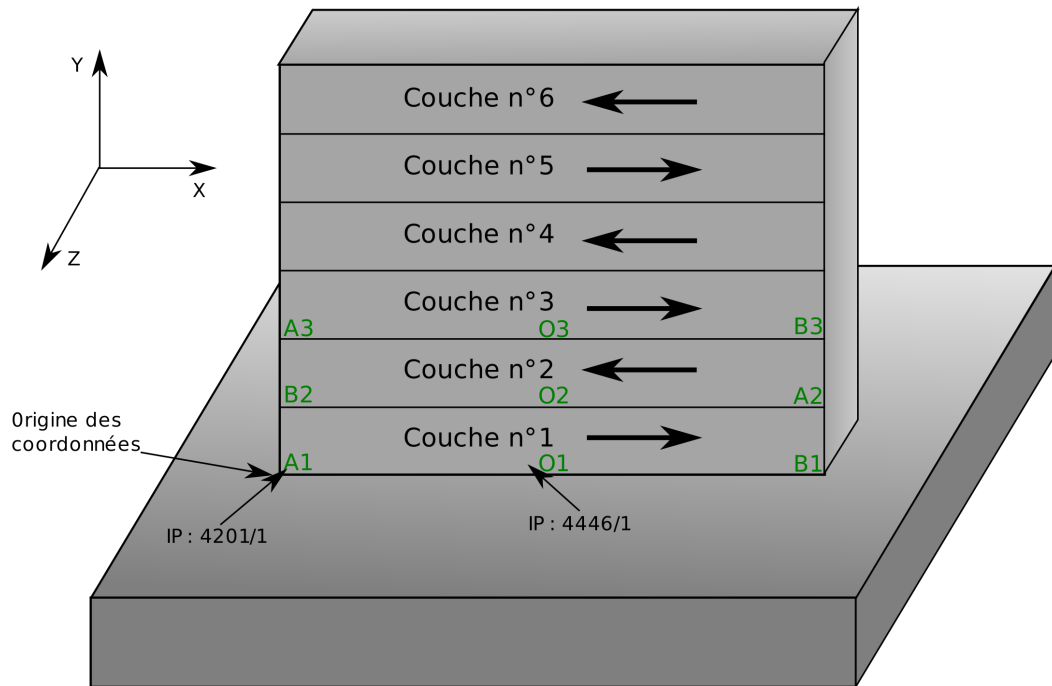 Y
X
Z
Couche n°6
Couche n°5
Couche n°4
Couche n°3
A3 O3 B3
Couche n°2
B2 O2 A2
0rigine des
coordonnées
Couche n°1
A1 O1 B1
IP : 4201/1
IP : 4446/1